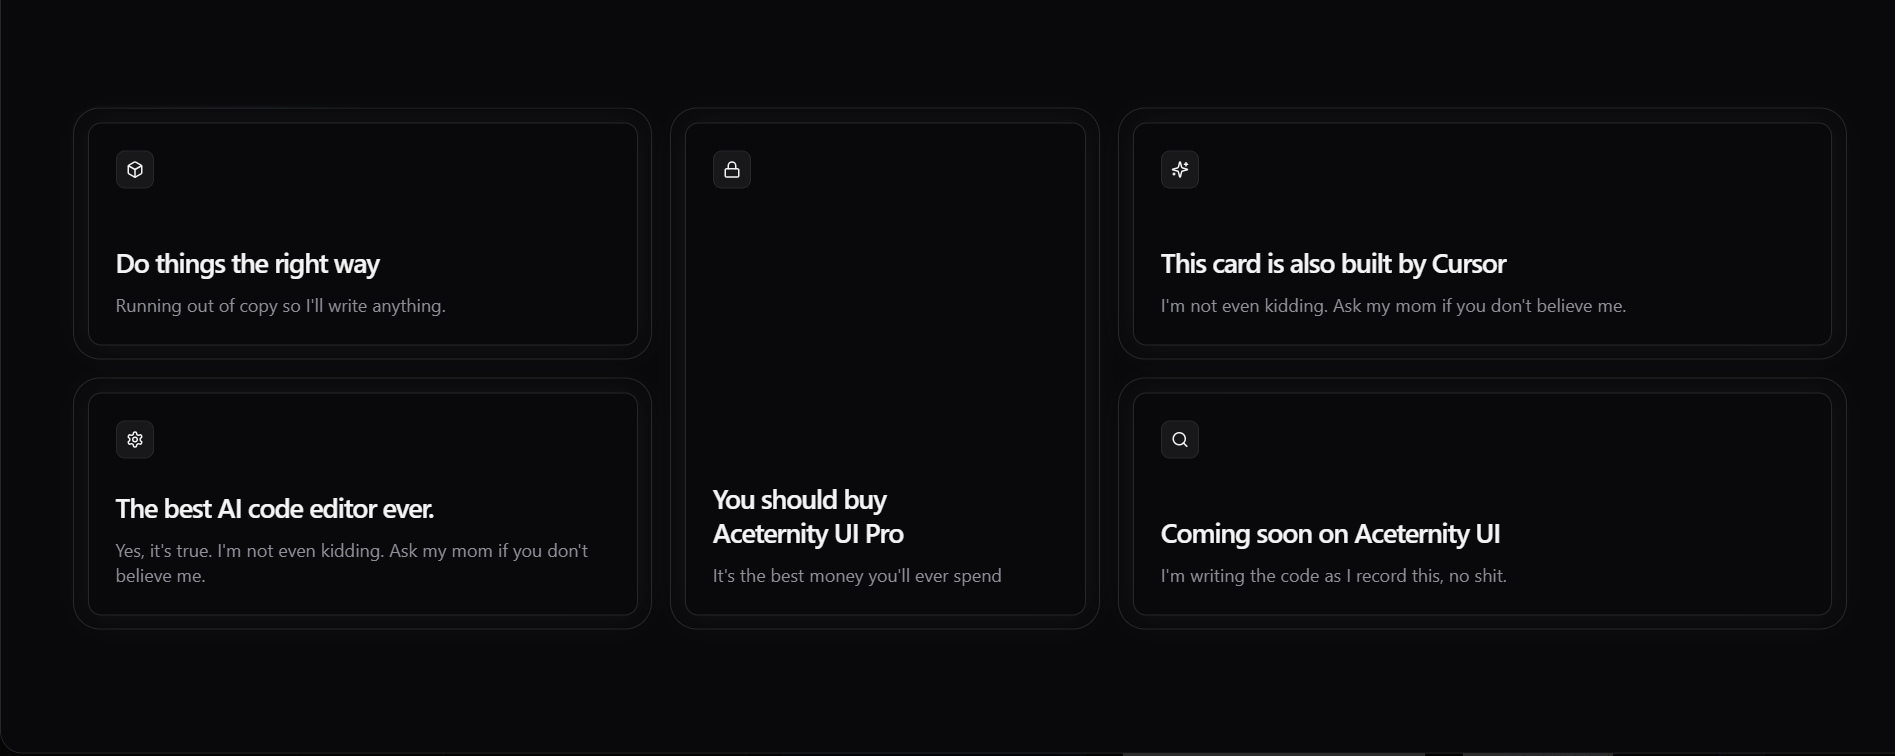 Do things the right way
Running out of copy so I'll write anything.
The best AI code editor ever.
Yes, it's true. I'm not even kidding. Ask my mom if you don't
believe me.
You should buy
Aceternity UI Pro
It's the best money you'll ever spend
This card is also built by Cursor
I'm not even kidding. Ask my mom if you don't believe me.
Coming soon on Aceternity UI
I'm writing the code as I record this, no shit.